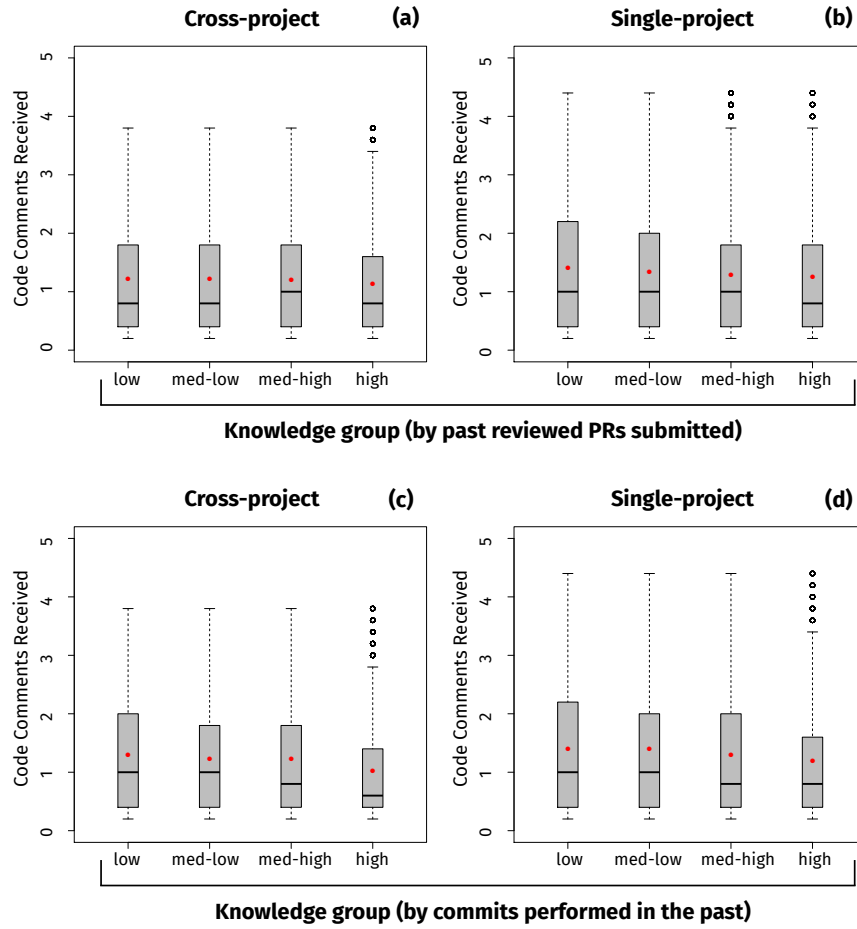 Cross-project (a)
Single-project (b)
Code Comments Received
5
4
3
2
1
0
low med-low med-high high
Code Comments Received
5
4
3
2
1
0
low med-low med-high high
Knowledge group (by past reviewed PRs submitted)
Cross-project (c)
Single-project (d)
Code Comments Received
5
4
3
2
1
0
low med-low med-high high
Code Comments Received
5
4
3
2
1
0
low med-low med-high high
Knowledge group (by commits performed in the past)